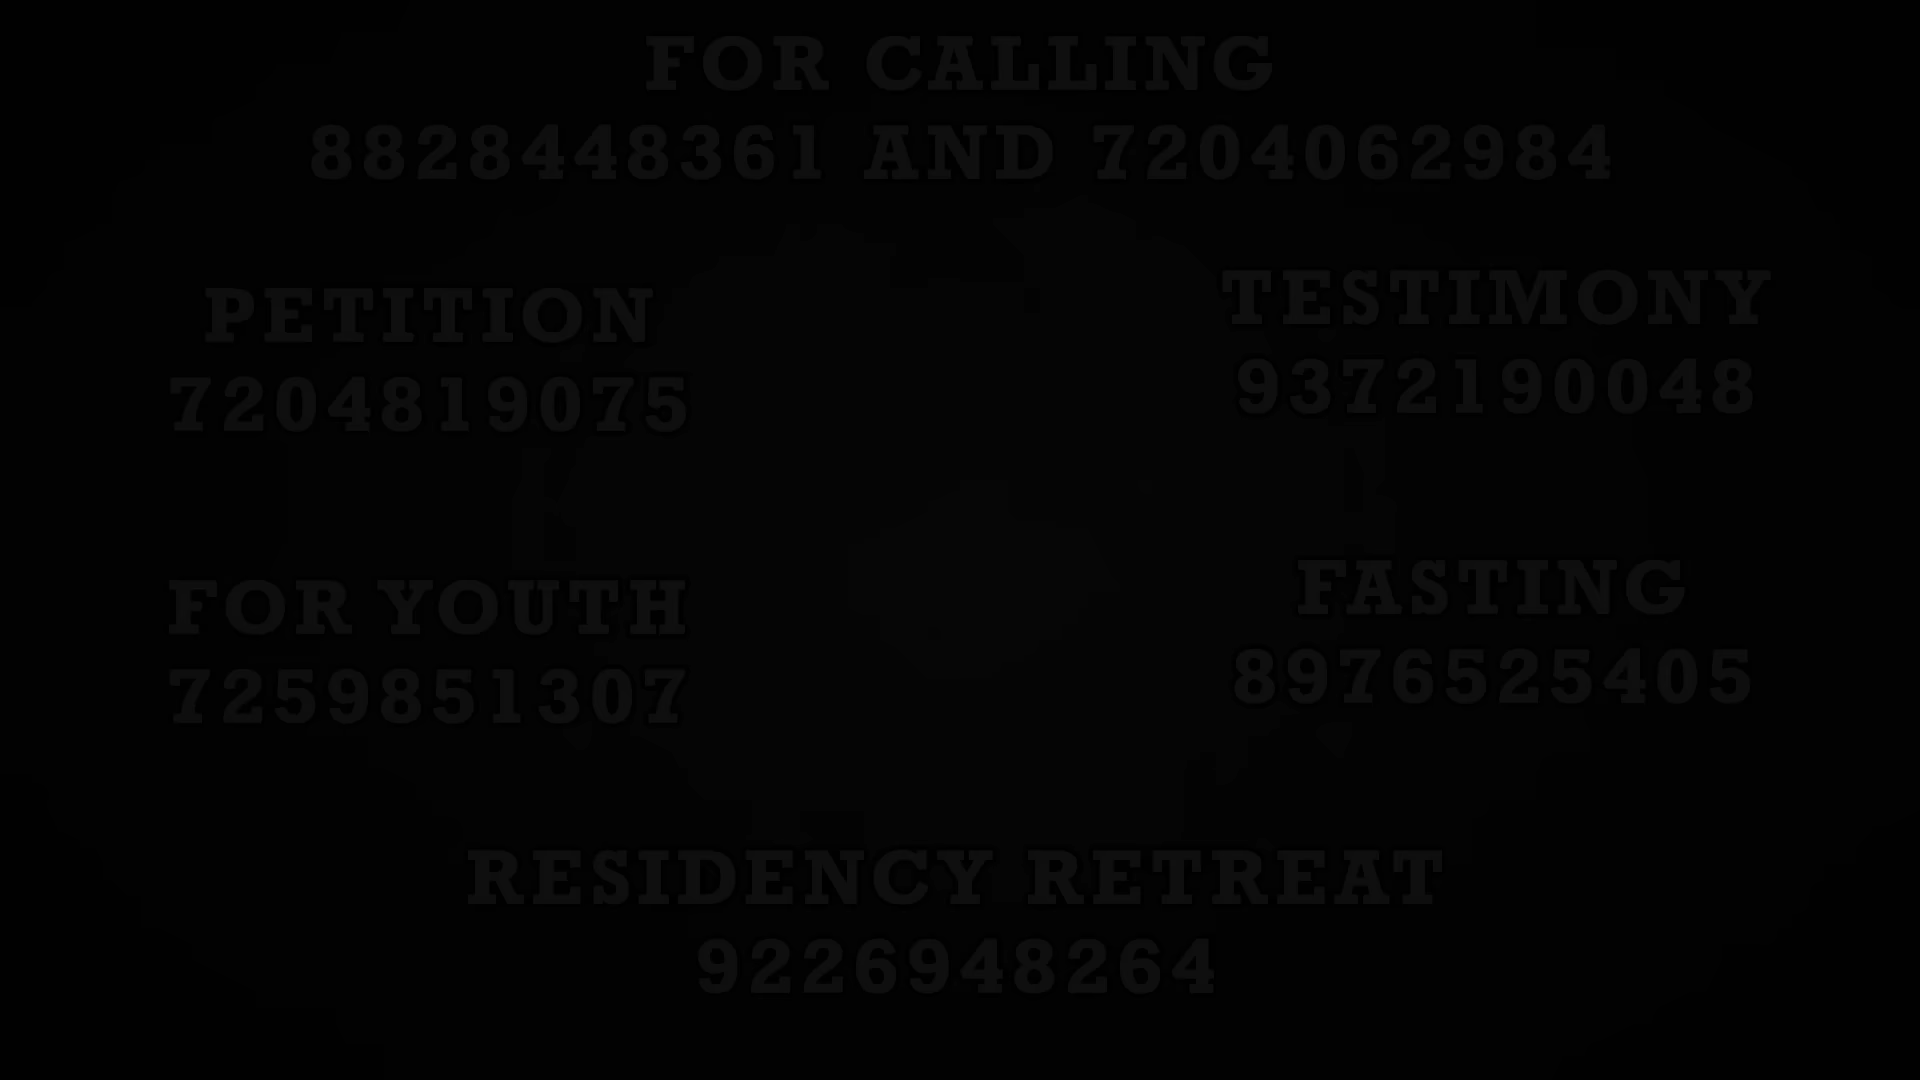 FOR CALLING
8828448361 AND 7204062984
PETITION
7204819075
TESTIMONY
9372190048
FOR YOUTH
7259851307
FASTING
8976525405
RESIDENCY RETREAT
9226948264